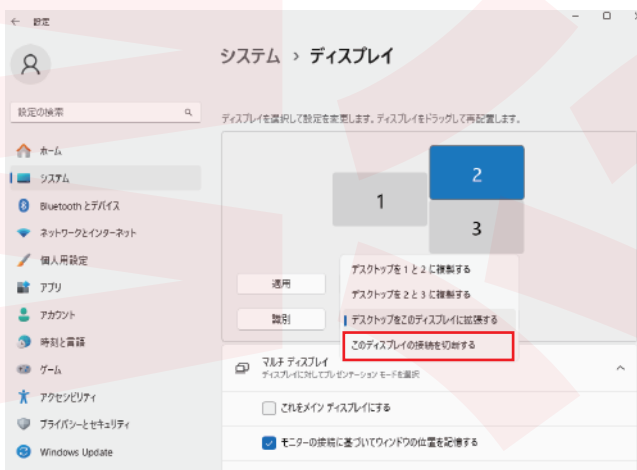 ← 設定
システム › ディスプレイ
設定の検索
ディスプレイを選択して設定を変更します。ディスプレイをドラッグして再配置します。
ホーム
システム
Bluetooth とデバイス
ネットワークとインターネット
個人用設定
アプリ
アカウント
時刻と言語
ゲーム
アクセシビリティ
プライバシーとセキュリティ
Windows Update
1
2
3
適用
識別
デスクトップを 1 と 2 に複製する
デスクトップを 2 と 3 に複製する
デスクトップをこのディスプレイに拡張する
このディスプレイの接続を切断する
マルチ ディスプレイ
ディスプレイに対してプレゼンテーション モードを選択
これをメイン ディスプレイにする
モニターの接続に基づいてウィンドウの位置を記憶する